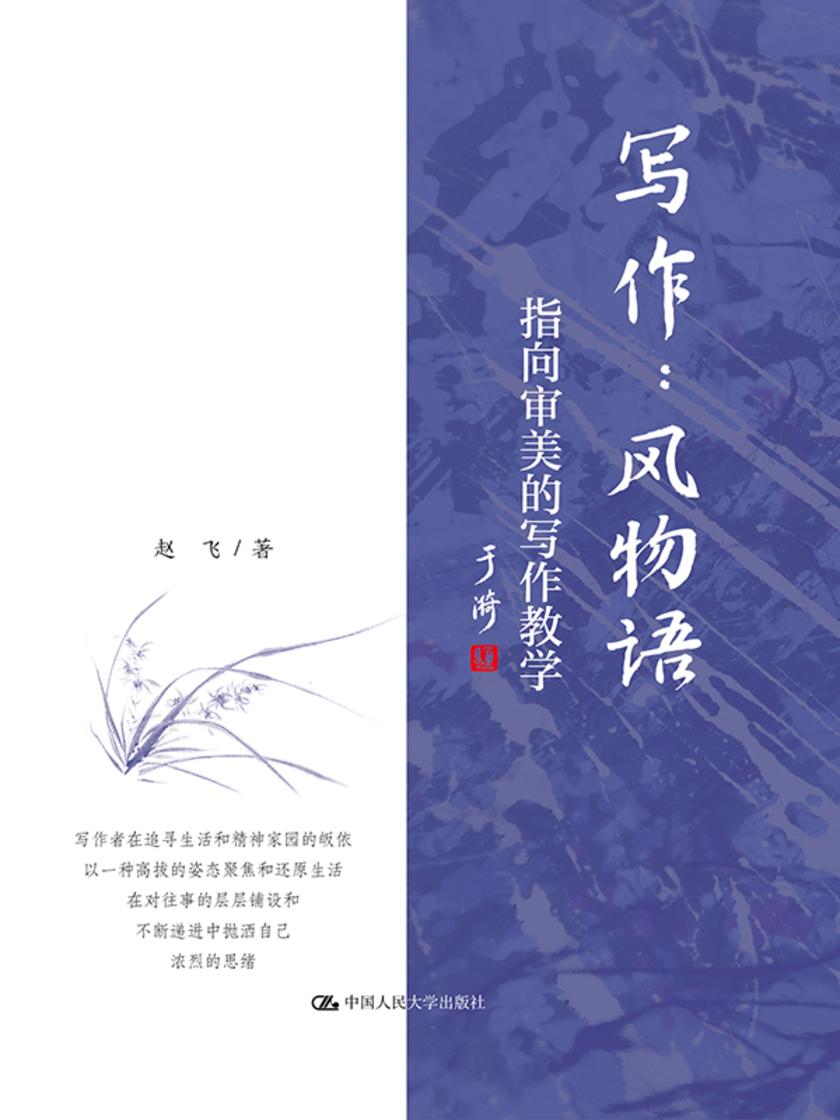 写作：风物语
指向审美的写作教学
于漪
赵 飞/著
写作者在追寻生活和精神家园的皈依
以一种高拔的姿态聚焦和还原生活
在对往事的层层铺设和
不断递进中抛洒自己
浓烈的思绪
中国人民大学出版社